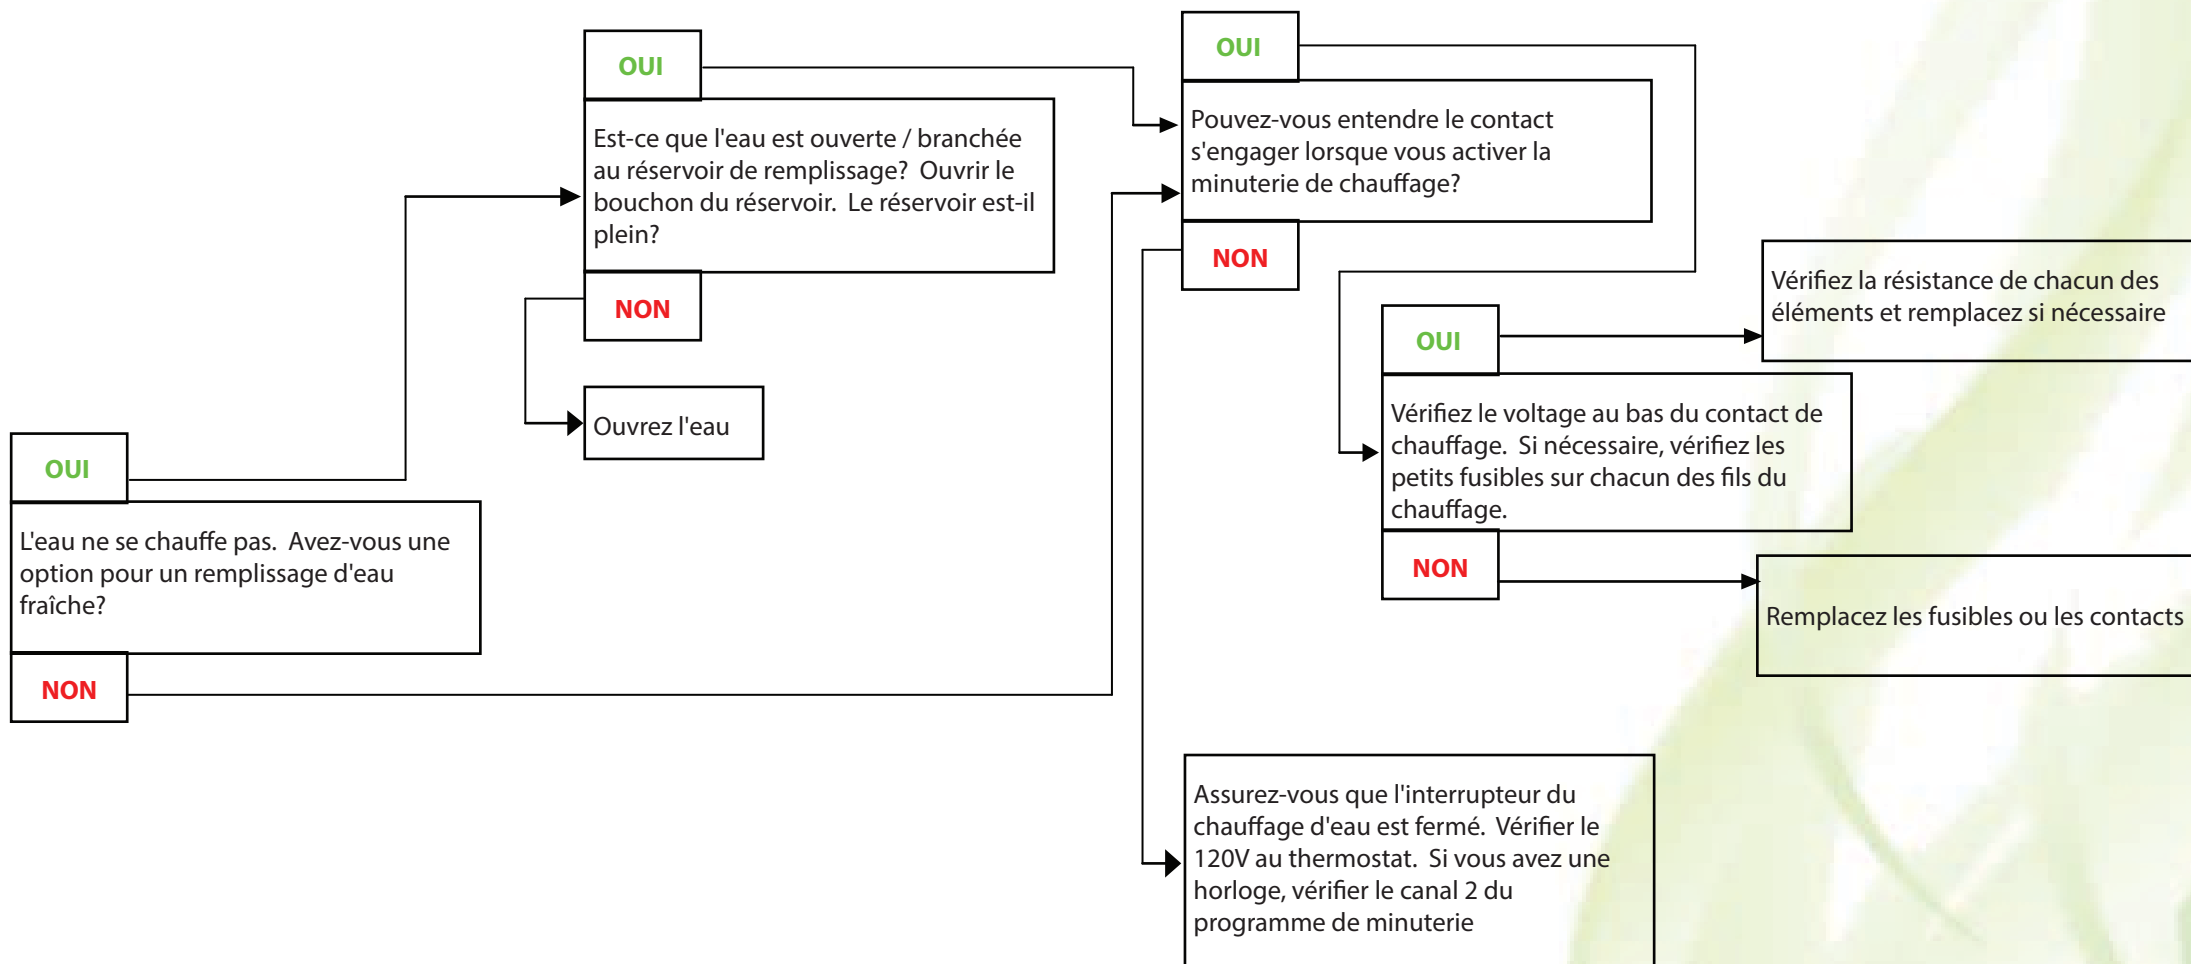 OUI
L'eau ne se chauffe pas.  Avez-vous une
option pour un remplissage d'eau
fraîche?
NON
OUI
Est-ce que l'eau est ouverte / branchée
au réservoir de remplissage?  Ouvrir le
bouchon du réservoir.  Le réservoir est-il
plein?
NON
Ouvrez l'eau
OUI
Pouvez-vous entendre le contact
s'engager lorsque vous activer la
minuterie de chauffage?
NON
OUI
Vérifiez le voltage au bas du contact de
chauffage.  Si nécessaire, vérifiez les
petits fusibles sur chacun des fils du
chauffage.
NON
Vérifiez la résistance de chacun des
éléments et remplacez si nécessaire
Remplacez les fusibles ou les contacts
Assurez-vous que l'interrupteur du
chauffage d'eau est fermé.  Vérifier le
120V au thermostat.  Si vous avez une
horloge, vérifier le canal 2 du
programme de minuterie